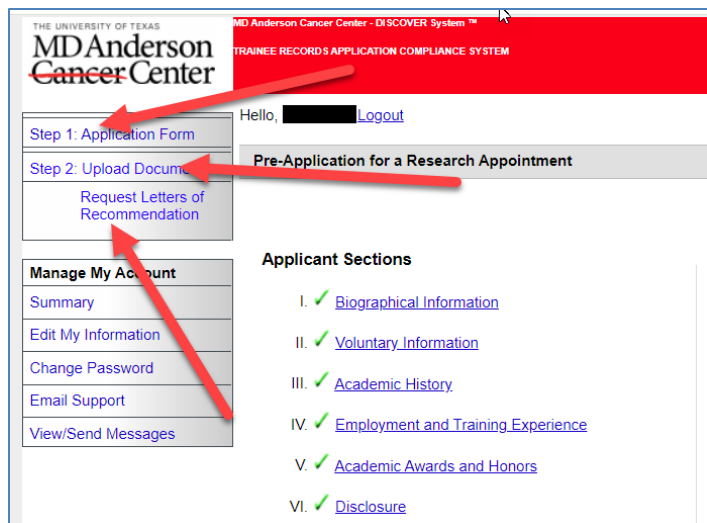 THE UNIVERSITY OF TEXAS
MD Anderson
Cancer Center
MD Anderson Cancer Center - DISCOVER System ™
TRAINEE RECORDS APPLICATION COMPLIANCE SYSTEM
Hello, Logout
Step 1: Application Form
Step 2: Upload Docume
Request Letters of
Recommendation
Pre-Application for a Research Appointment
Manage My Account
Summary
Edit My Information
Change Password
Email Support
View/Send Messages
Applicant Sections
I. Biographical Information
II. Voluntary Information
III. Academic History
IV. Employment and Training Experience
V. Academic Awards and Honors
VI. Disclosure